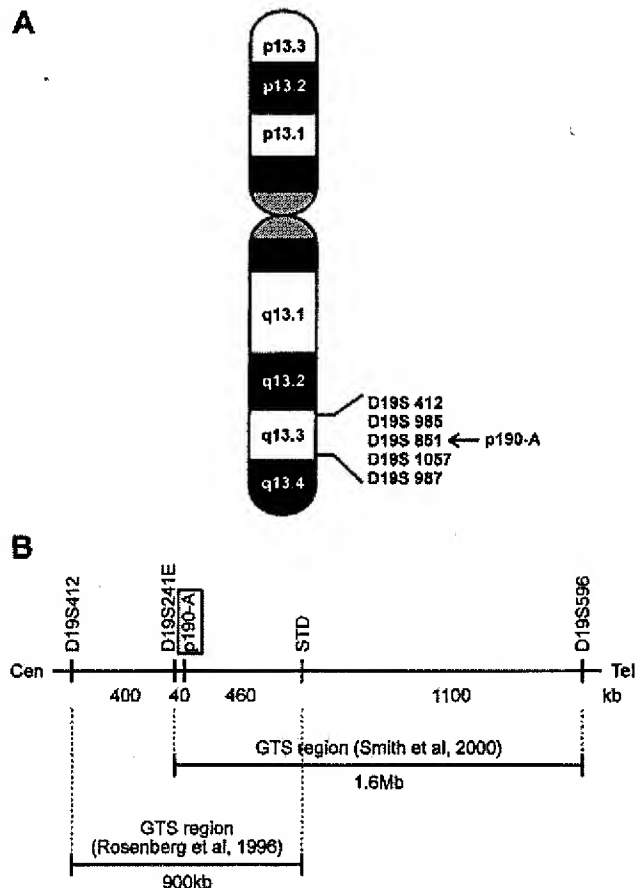 A
p13.3
p13.2
p13.1
q13.1
q13.2
q13.3
q13.4
D19S 412
D19S 985
D19S 851 ← p190-A
D19S 1057
D19S 987
B
D19S412
D19S241E
p190-A
STD
D19S596
Cen
Tel
400 40 460 1100 kb
GTS region (Smith et al, 2000)
1.6Mb
GTS region
(Rosenberg et al, 1996)
900kb